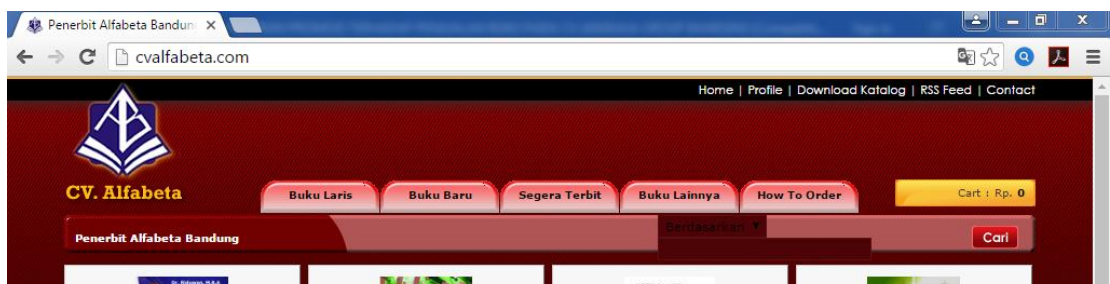 Penerbit Alfabeta Bandun
cvalfabeta.com
Home | Profile | Download Katalog | RSS Feed | Contact
AB
CV. Alfabeta
Buku Laris
Buku Baru
Segera Terbit
Buku Lainnya
How To Order
Cart : Rp. 0
Penerbit Alfabeta Bandung
Berdasarkan
Cari